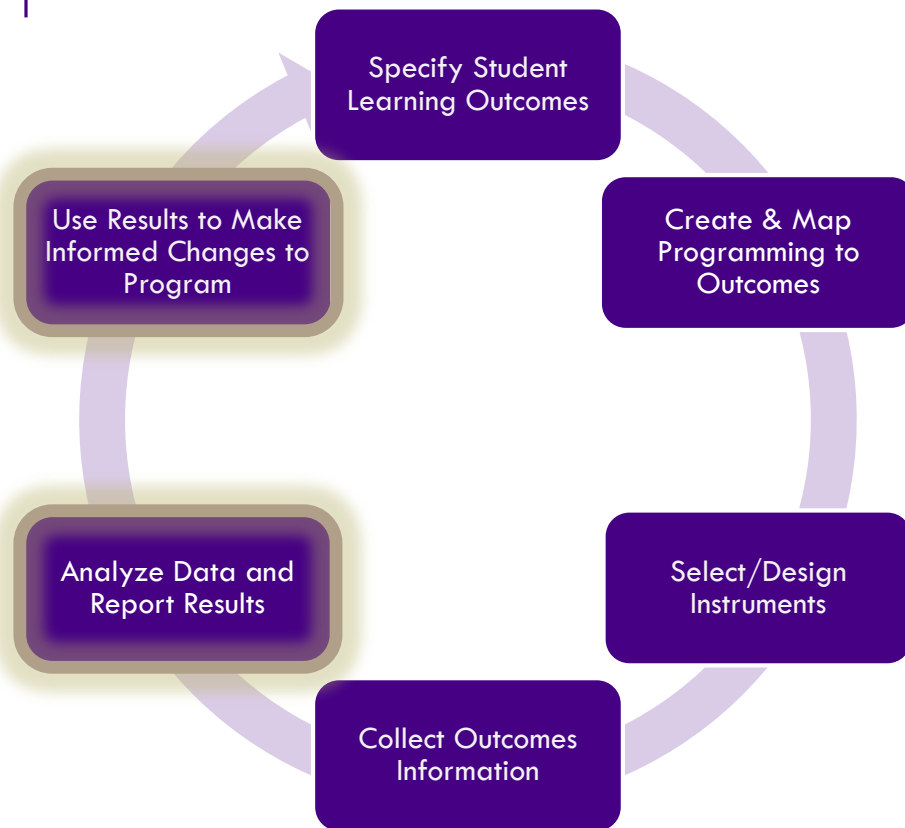 Specify Student
Learning Outcomes
Create & Map
Programming to
Outcomes
Select/Design
Instruments
Collect Outcomes
Information
Analyze Data and
Report Results
Use Results to Make
Informed Changes to
Program